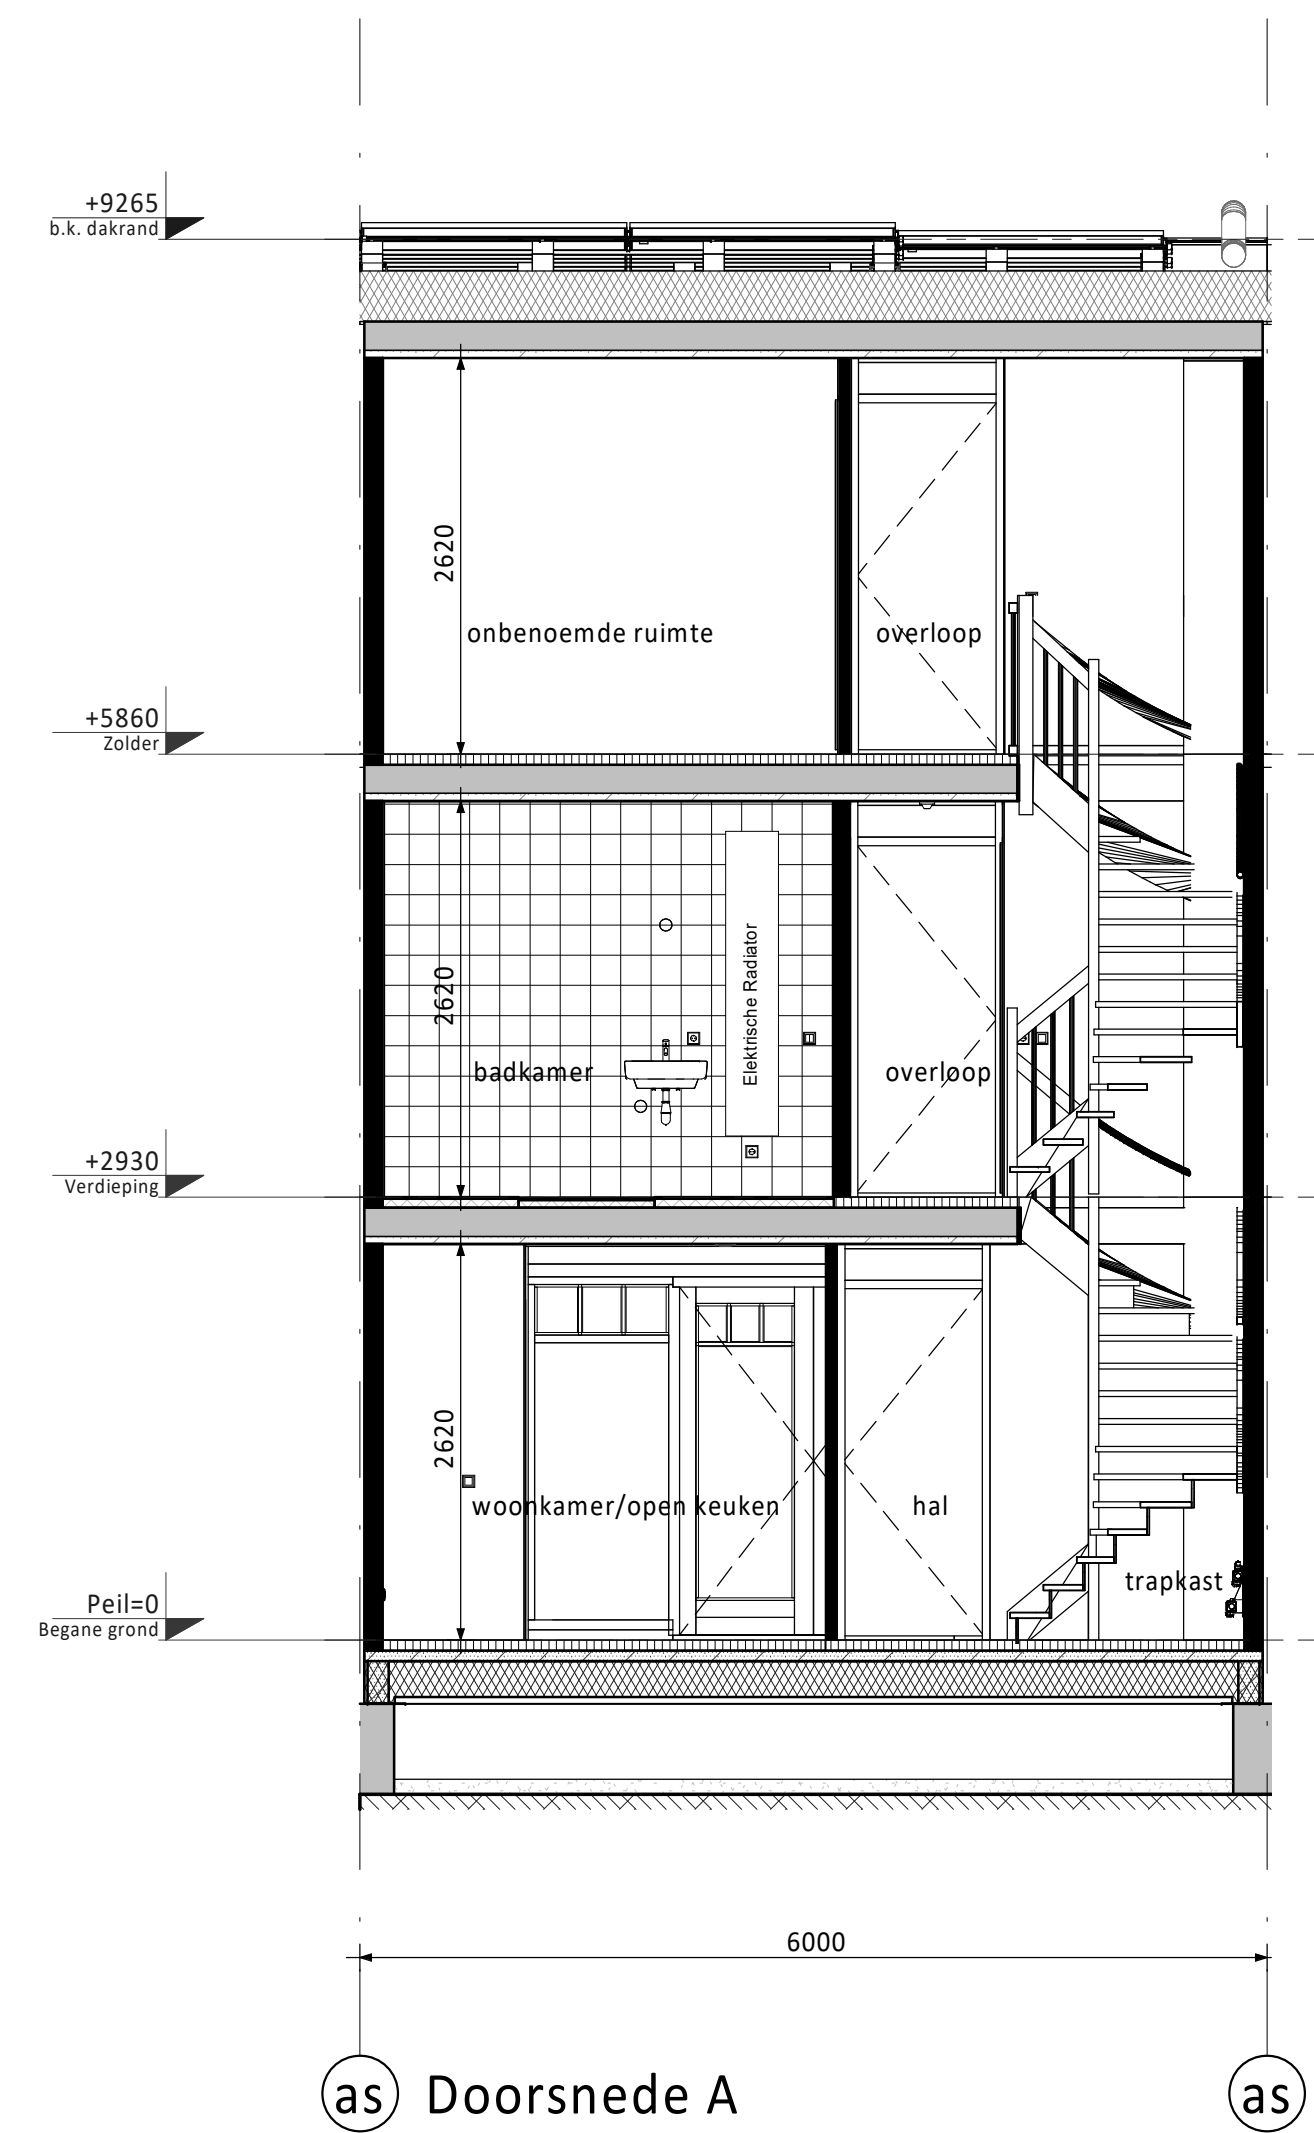 +9265
b.k. dakrand
2620
onbenoemde ruimte
overloop
+5860
Zolder
2620
Elektrische Radiator
badkamer
overloop
+2930
Verdieping
2620
woonkamer/open keuken
hal
trapkast
Peil=0
Begane grond
6000
as
Doorsnede A
as